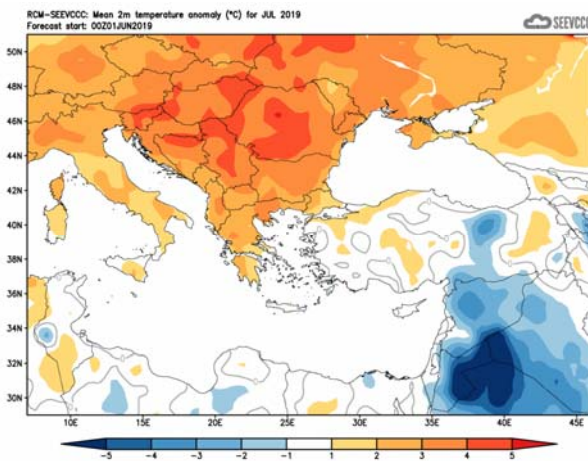 RCM-SEEVCCC: Mean 2m temperature anomaly (°C) for JUL 2019
Forecast start: 00Z01JUN2019
SEEVCCC
50N
48N
46N
44N
42N
40N
38N
36N
34N
32N
30N
10E 15E 20E 25E 30E 35E 40E 45E
-5 -4 -3 -2 -1 1 2 3 4 5